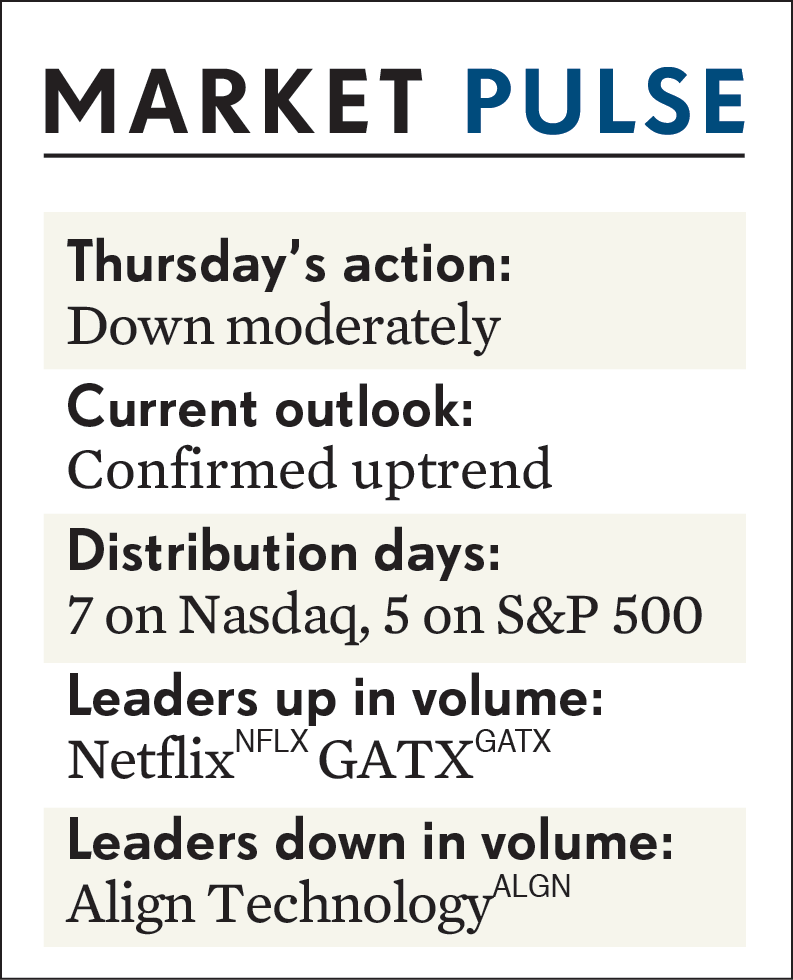 MARKET PULSE
Thursday’s action:
Down moderately
Current outlook:
Confirmed uptrend
Distribution days:
7 on Nasdaq, 5 on S&P 500
Leaders up in volume:
Netflix NFLX GATX GATX
Leaders down in volume:
Align Technology ALGN